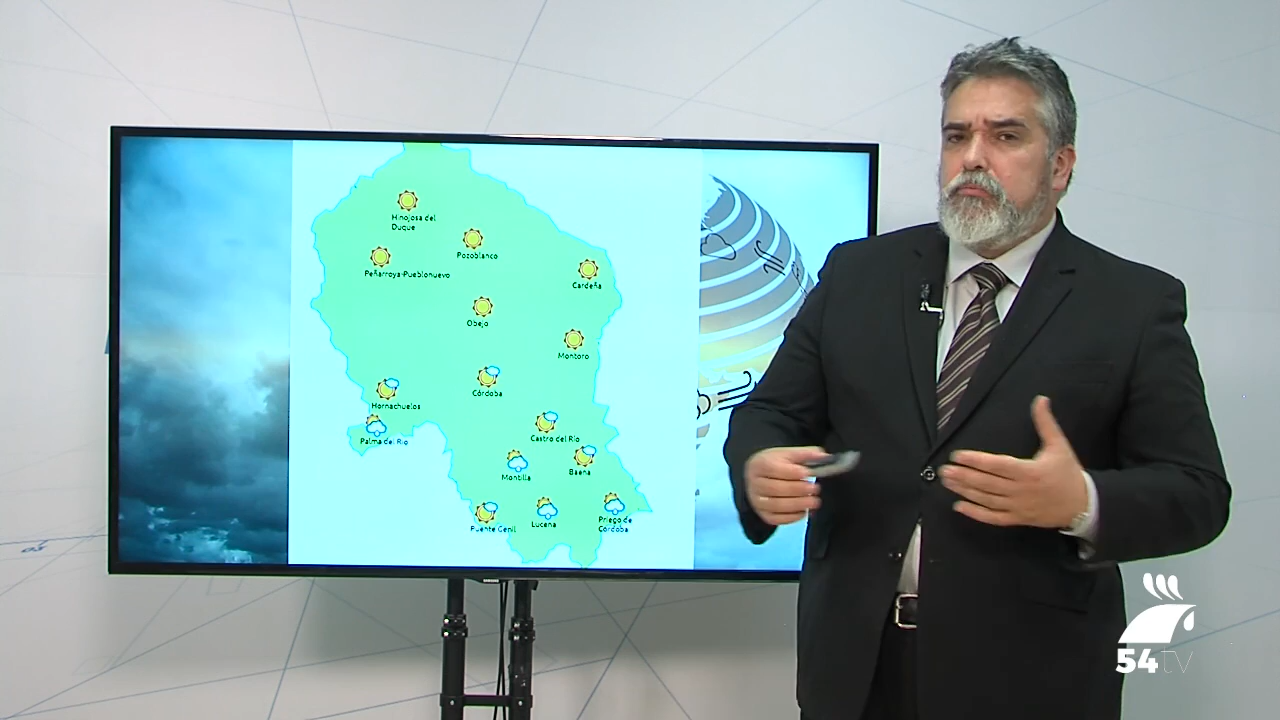 Hinojosa del
Duque
Pozoblanco
Peñarroya-Pueblonuevo
Cardeña
Obejo
Montoro
Córdoba
Hornachuelos
Palma del Río
Castro del Río
Baena
Montilla
Puente Genil
Lucena
Priego de
Córdoba
54TV